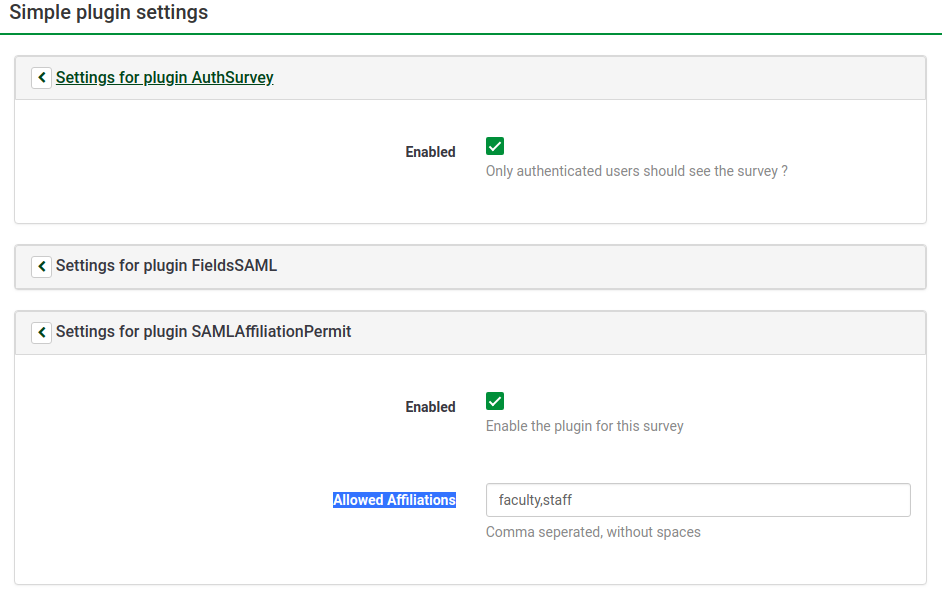 Simple plugin settings
Settings for plugin AuthSurvey
Enabled
Only authenticated users should see the survey ?
Settings for plugin FieldsSAML
Settings for plugin SAMLAffiliationPermit
Enabled
Enable the plugin for this survey
Allowed Affiliations
faculty,staff
Comma seperated, without spaces